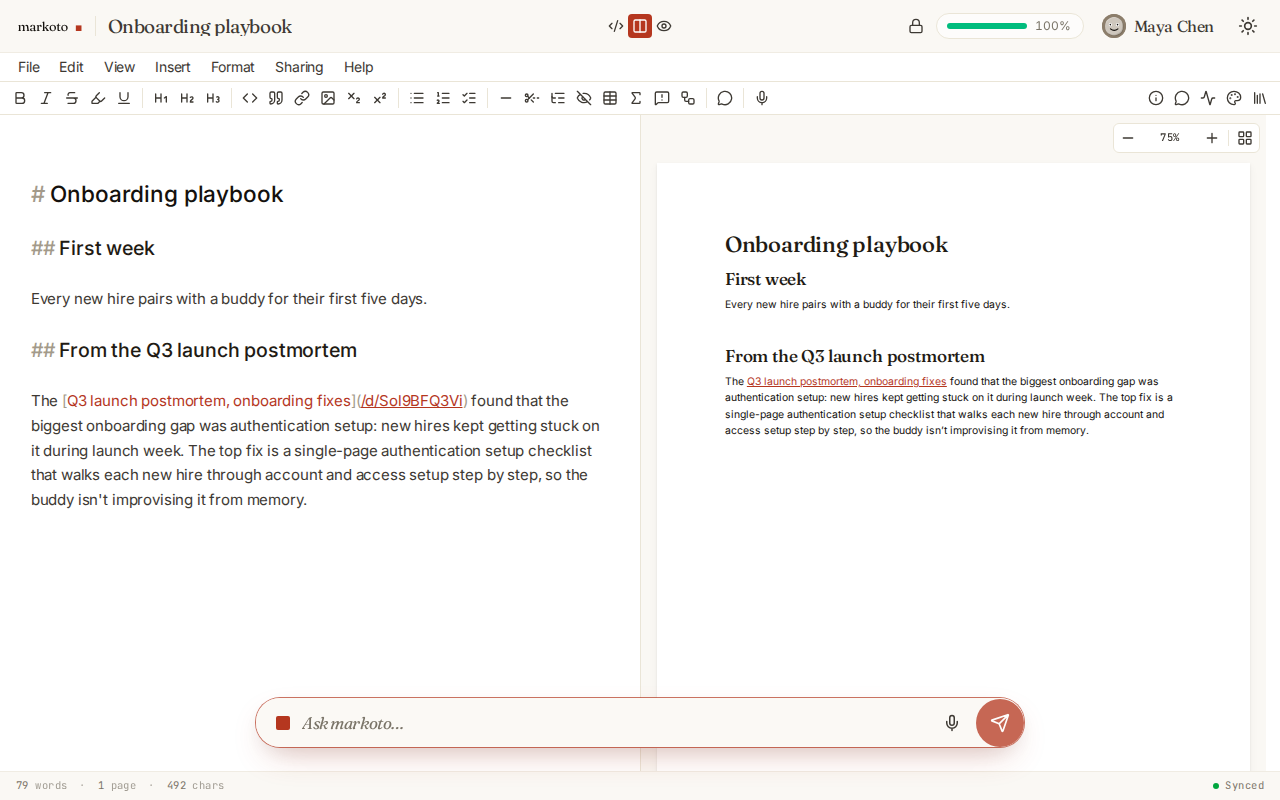 markoto
Onboarding playbook
100%
Maya Chen
File Edit View Insert Format Sharing Help
H1 H2 H3
X2 X2
75%
# Onboarding playbook
## First week
Every new hire pairs with a buddy for their first five days.
## From the Q3 launch postmortem
The [Q3 launch postmortem, onboarding fixes](/d/Sol9BFQ3Vi) found that the
biggest onboarding gap was authentication setup: new hires kept getting stuck on
it during launch week. The top fix is a single-page authentication setup checklist
that walks each new hire through account and access setup step by step, so the
buddy isn't improvising it from memory.
Onboarding playbook
First week
Every new hire pairs with a buddy for their first five days.
From the Q3 launch postmortem
The Q3 launch postmortem, onboarding fixes found that the biggest onboarding gap was
authentication setup: new hires kept getting stuck on it during launch week. The top fix is a
single-page authentication setup checklist that walks each new hire through account and
access setup step by step, so the buddy isn’t improvising it from memory.
Ask markoto...
79 words · 1 page · 492 chars
Synced